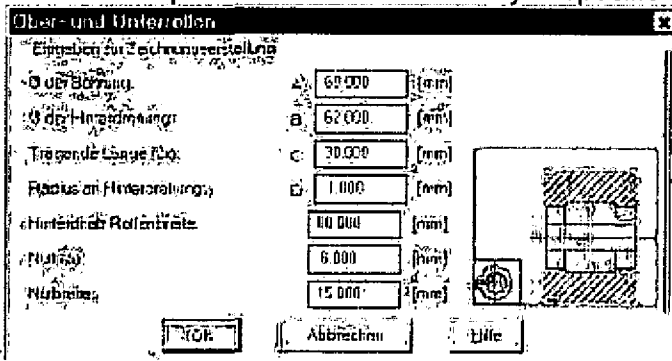 Ober- und Unterrollen
Eingaben zur Zeichnungserstellung
Ø der Bohrung: A 60.000 [mm]
Ø der Hinterdrehung: B 62.000 [mm]
Tragende Länge C 30.000 [mm]
Radius an Hinterdrehung: D 1.000 [mm]
Rollenbreite [mm]
6.000 [mm]
Nutbreite: 15.000 [mm]
OK Abbrechen Hilfe